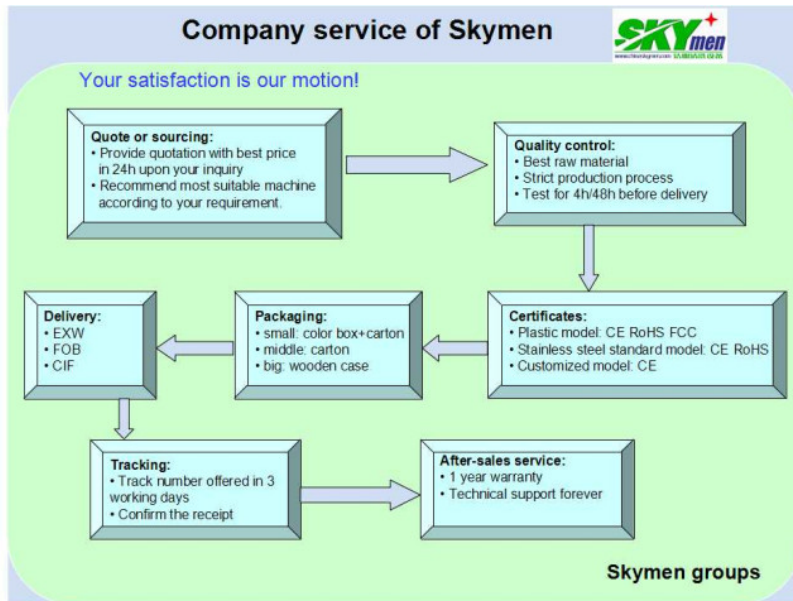 Company service of Skymen
SKYmen
Your satisfaction is our motion!
Quote or sourcing:
• Provide quotation with best price
in 24h upon your inquiry
• Recommend most suitable machine
according to your requirement.
Quality control:
• Best raw material
• Strict production process
• Test for 4h/48h before delivery
Delivery:
• EXW
• FOB
• CIF
Packaging:
• small: color box+carton
• middle: carton
• big: wooden case
Certificates:
• Plastic model: CE RoHS FCC
• Stainless steel standard model: CE RoHS
• Customized model: CE
Tracking:
• Track number offered in 3
working days
• Confirm the receipt
After-sales service:
• 1 year warranty
• Technical support forever
Skymen groups